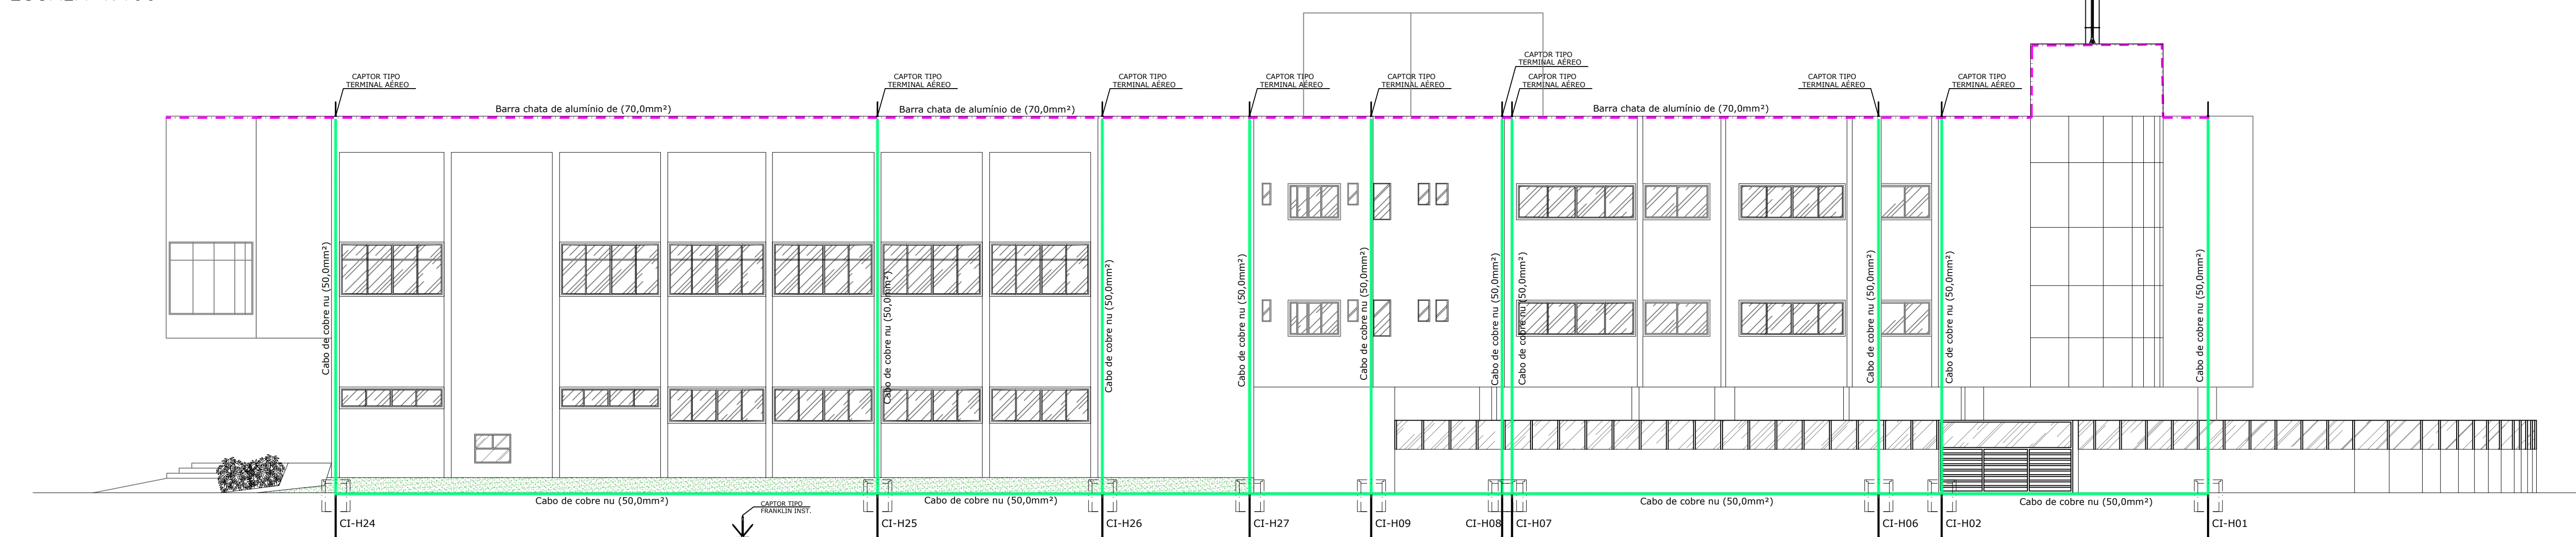 CAPTOR TIPO
TERMINAL AÉREO
CAPTOR TIPO
TERMINAL AÉREO
CAPTOR TIPO
TERMINAL AÉREO
CAPTOR TIPO
TERMINAL AÉREO
CAPTOR TIPO
TERMINAL AÉREO
CAPTOR TIPO
TERMINAL AÉREO
CAPTOR TIPO
TERMINAL AÉREO
CAPTOR TIPO
TERMINAL AÉREO
CAPTOR TIPO
TERMINAL AÉREO
Barra chata de alumínio de (70,0mm²)
Barra chata de alumínio de (70,0mm²)
Barra chata de alumínio de (70,0mm²)
Cabo de cobre nu (50,0mm²)
Cabo de cobre nu (50,0mm²)
Cabo de cobre nu (50,0mm²)
Cabo de cobre nu (50,0mm²)
Cabo de cobre nu (50,0mm²)
Cabo de cobre nu (50,0mm²)
Cabo de cobre nu (50,0mm²)
Cabo de cobre nu (50,0mm²)
Cabo de cobre nu (50,0mm²)
Cabo de cobre nu (50,0mm²)
Cabo de cobre nu (50,0mm²)
Cabo de cobre nu (50,0mm²)
Cabo de cobre nu (50,0mm²)
Cabo de cobre nu (50,0mm²)
CAPTOR TIPO
FRANKLIN INST.
CI-H24
CI-H25
CI-H26
CI-H27
CI-H09
CI-H08
CI-H07
CI-H06
CI-H02
CI-H01